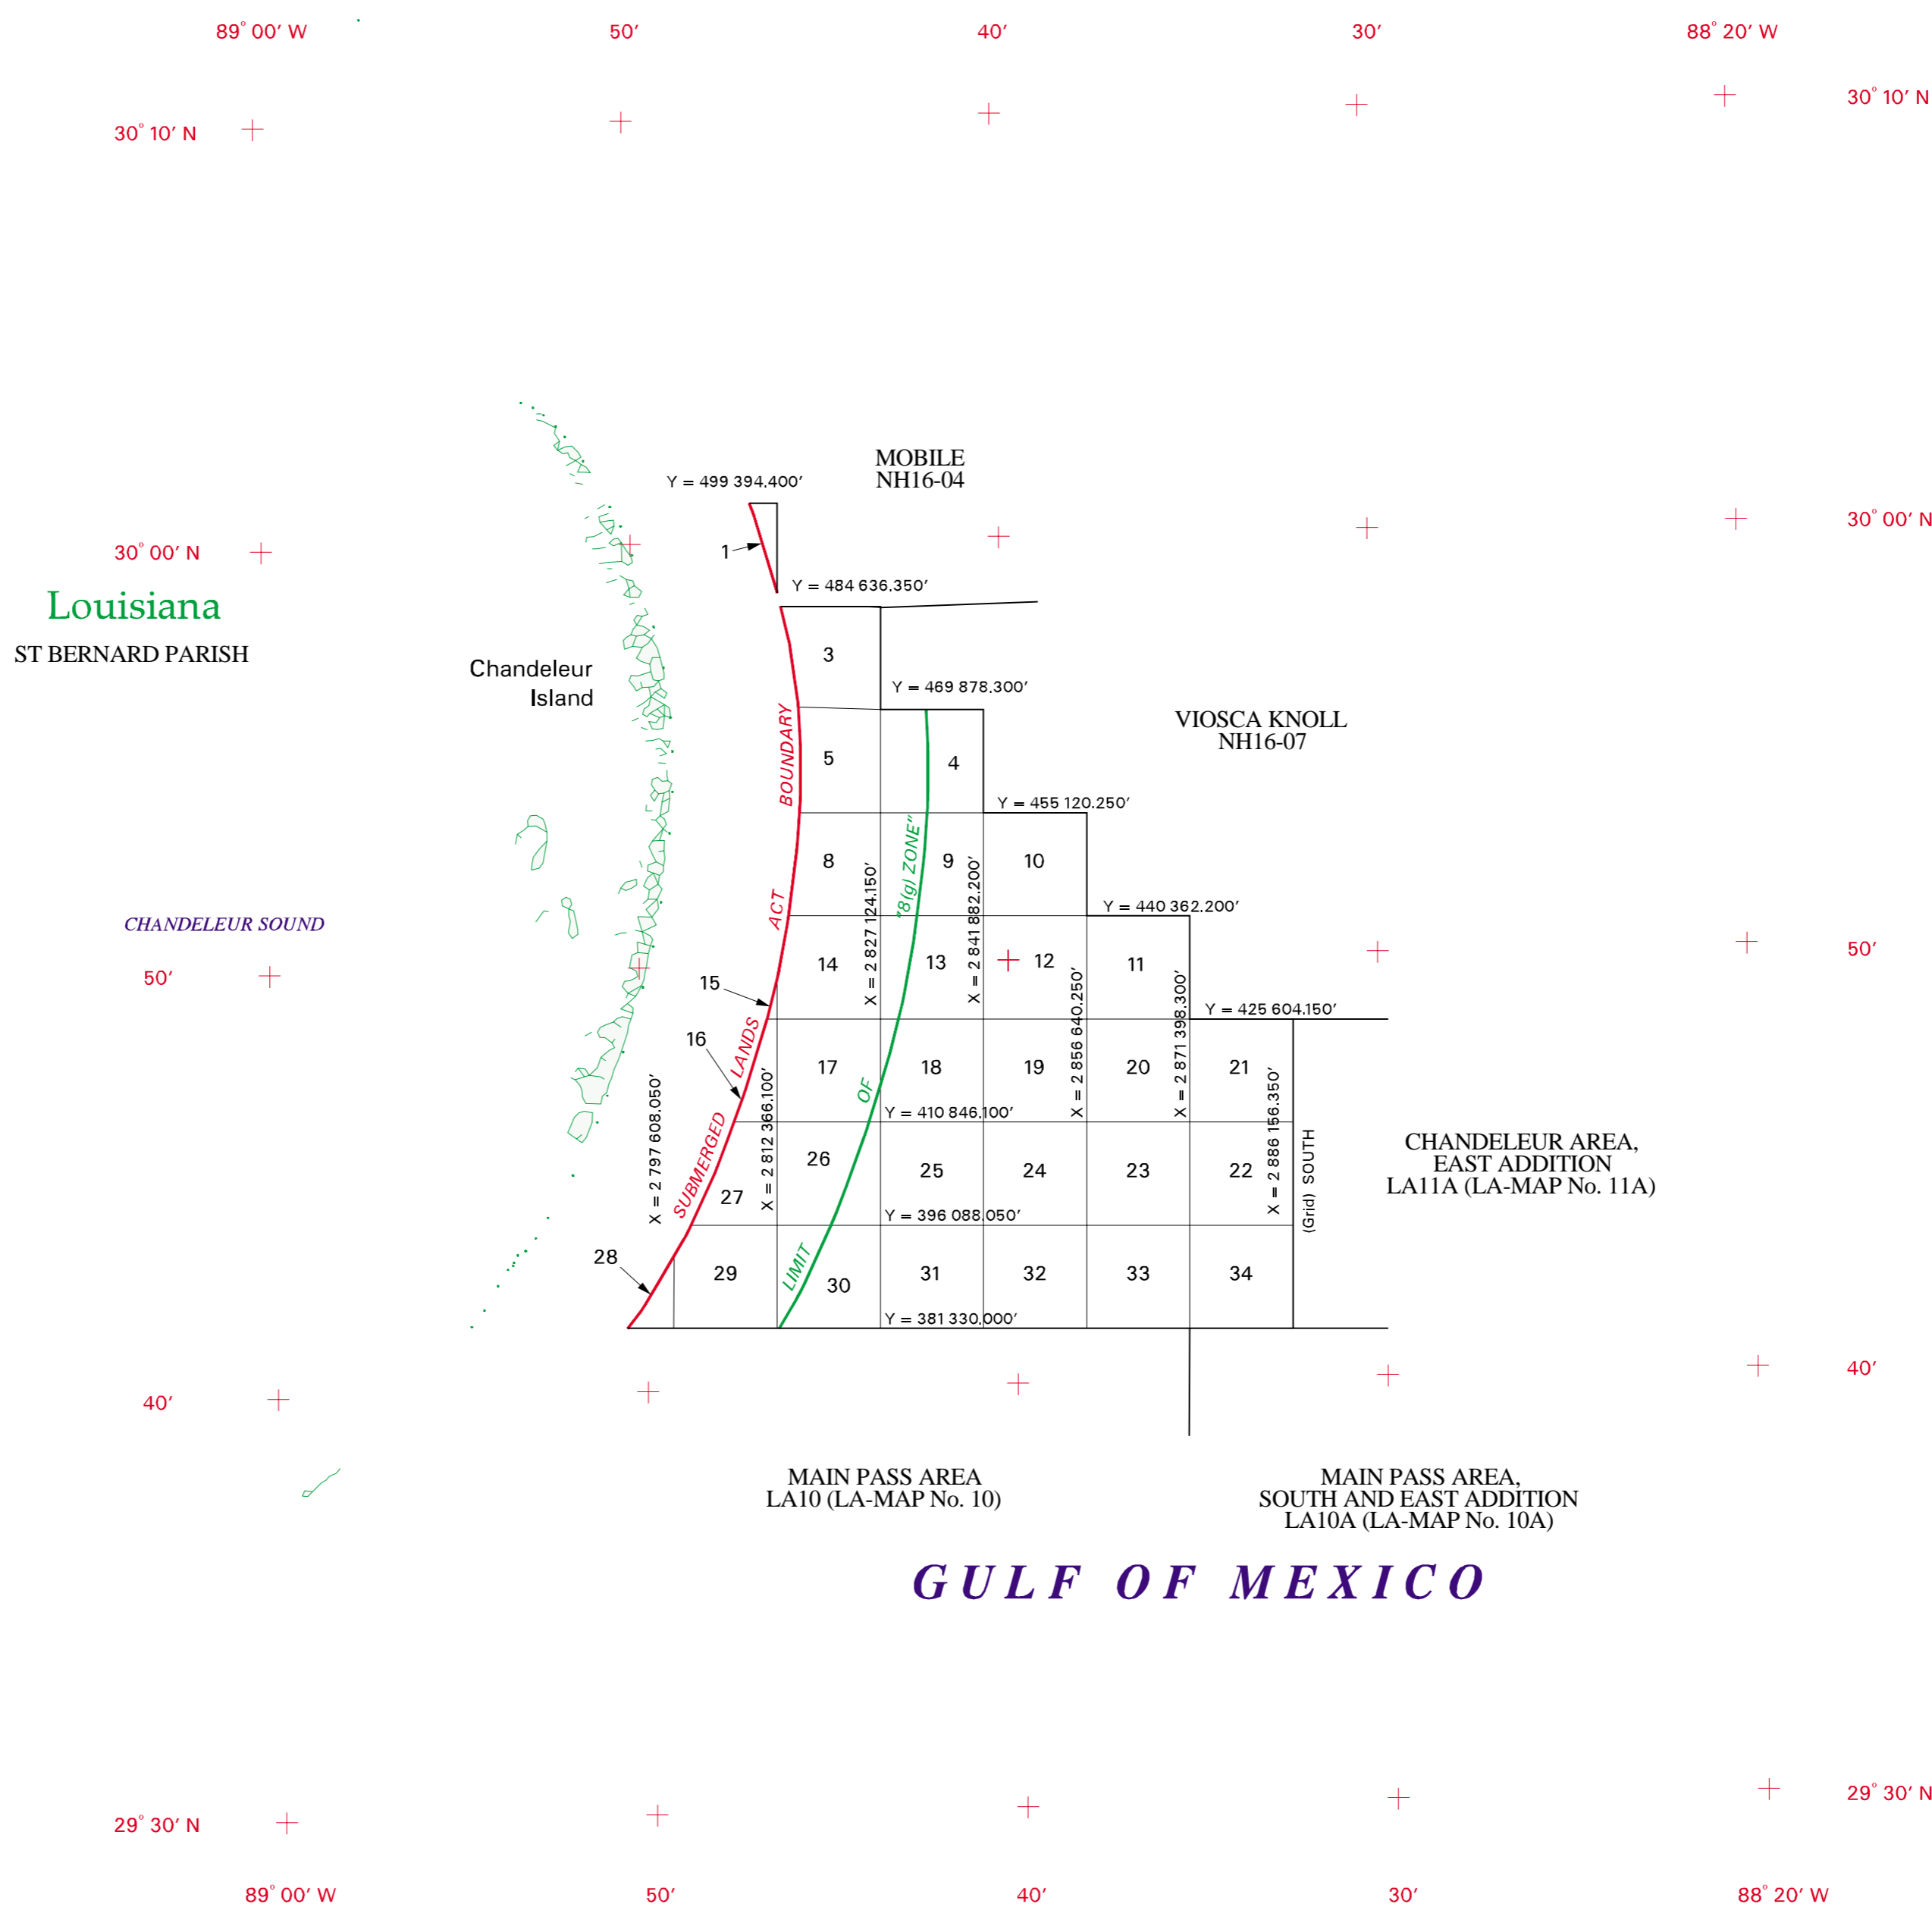 89° 00′ W
50′
40′
30′
88° 20′ W
30° 10′ N
30° 10′ N
MOBILE
NH16-04
Y = 499 394.400′
30° 00′ N
30° 00′ N
1
Y = 484 636.350′
Louisiana
ST BERNARD PARISH
Chandeleur
Island
3
Y = 469 878.300′
VIOSCA KNOLL
NH16-07
5
4
Y = 455 120.250′
8
9
10
Y = 440 362.200′
CHANDELEUR SOUND
50′
50′
14
13
12
11
15
Y = 425 604.150′
16
17
18
19
20
21
Y = 410 846.100′
26
25
24
23
22
27
Y = 396 088.050′
28
29
30
31
32
33
34
Y = 381 330.000′
X = 2 797 608.050′
X = 2 812 366.100′
X = 2 827 124.150′
X = 2 841 882.200′
X = 2 856 640.250′
X = 2 871 398.300′
X = 2 886 156.350′
(Grid) SOUTH
SUBMERGED LANDS ACT BOUNDARY
LIMIT OF "8(g) ZONE"
CHANDELEUR AREA,
EAST ADDITION
LA11A (LA-MAP No. 11A)
40′
40′
MAIN PASS AREA
LA10 (LA-MAP No. 10)
MAIN PASS AREA,
SOUTH AND EAST ADDITION
LA10A (LA-MAP No. 10A)
GULF OF MEXICO
29° 30′ N
29° 30′ N
89° 00′ W
50′
40′
30′
88° 20′ W